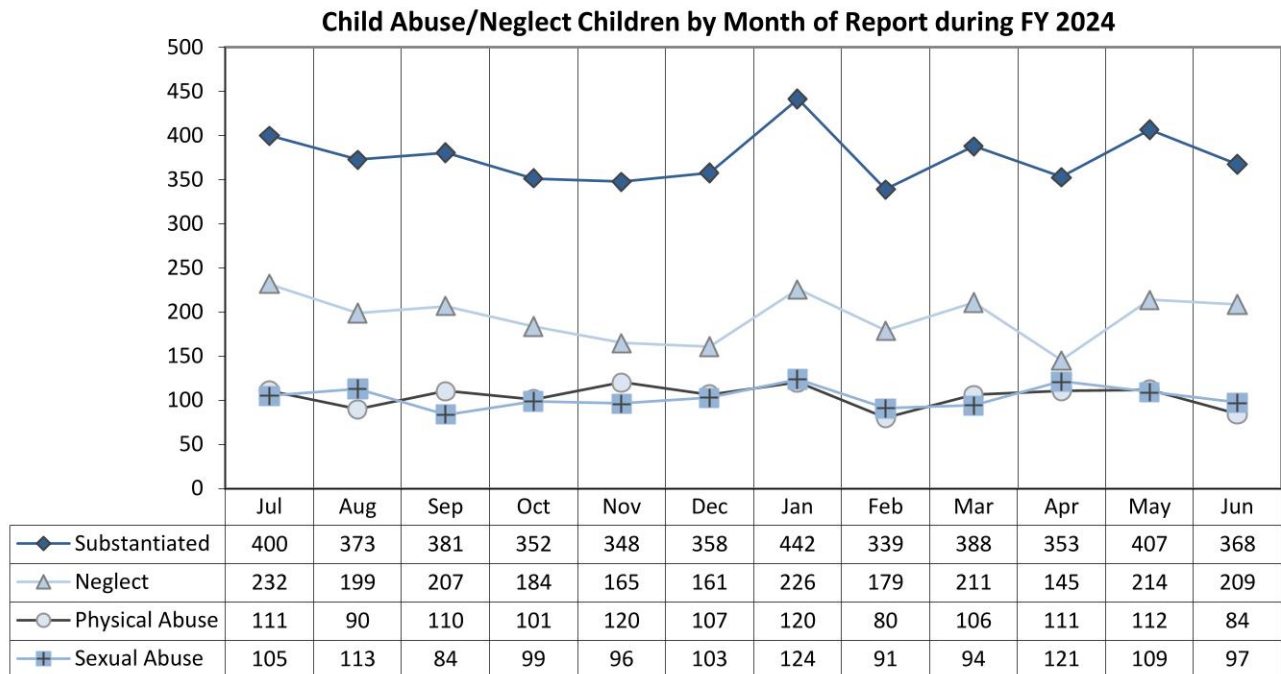 Child Abuse/Neglect Children by Month of Report during FY 2024
500
450
400
350
300
250
200
150
100
50
0
Jul Aug Sep Oct Nov Dec Jan Feb Mar Apr May Jun
Substantiated 400 373 381 352 348 358 442 339 388 353 407 368
Neglect 232 199 207 184 165 161 226 179 211 145 214 209
Physical Abuse 111 90 110 101 120 107 120 80 106 111 112 84
Sexual Abuse 105 113 84 99 96 103 124 91 94 121 109 97